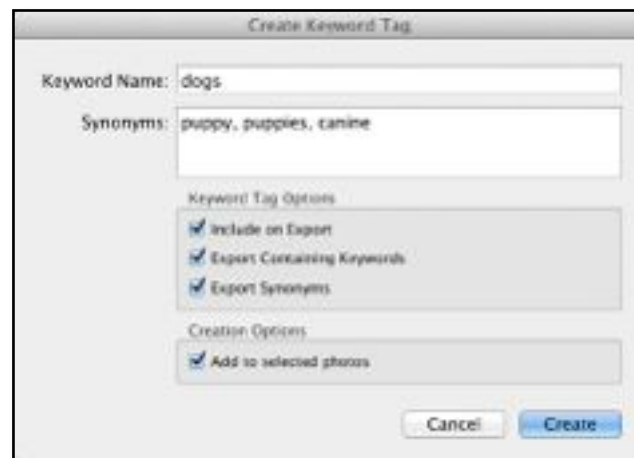 Create Keyword Tag
Keyword Name: dogs
Synonyms: puppy, puppies, canine
Keyword Tag Options
Include on Export
Export Containing Keywords
Export Synonyms
Creation Options
Add to selected photos
Cancel Create